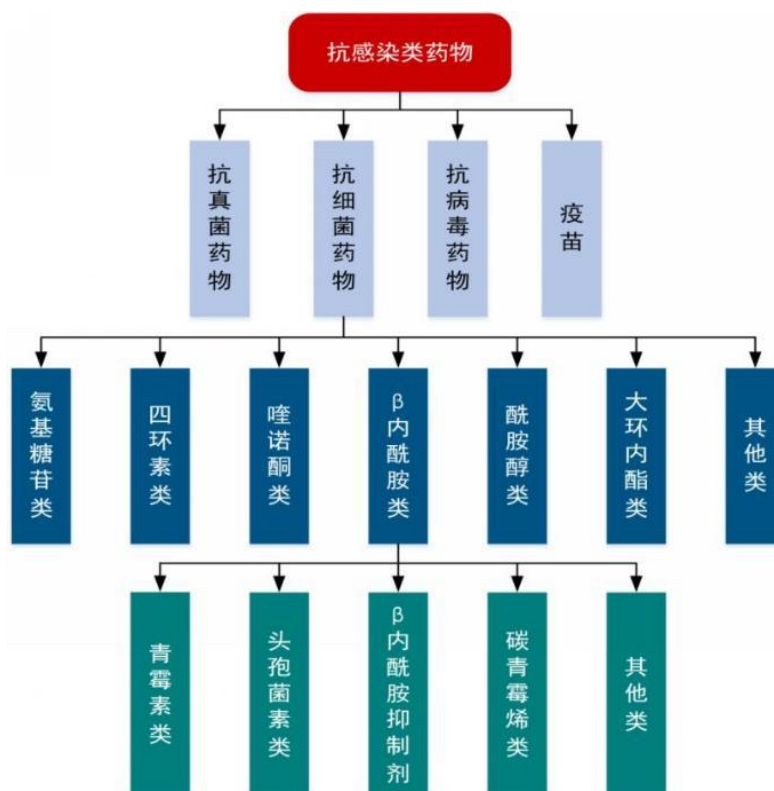 抗感染类药物
抗真菌药物
抗细菌药物
抗病毒药物
疫苗
氨基糖苷类
四环素类
喹诺酮类
β内酰胺类
酰胺醇类
大环内酯类
其他类
青霉素类
头孢菌素类
β内酰胺抑制剂
碳青霉烯类
其他类